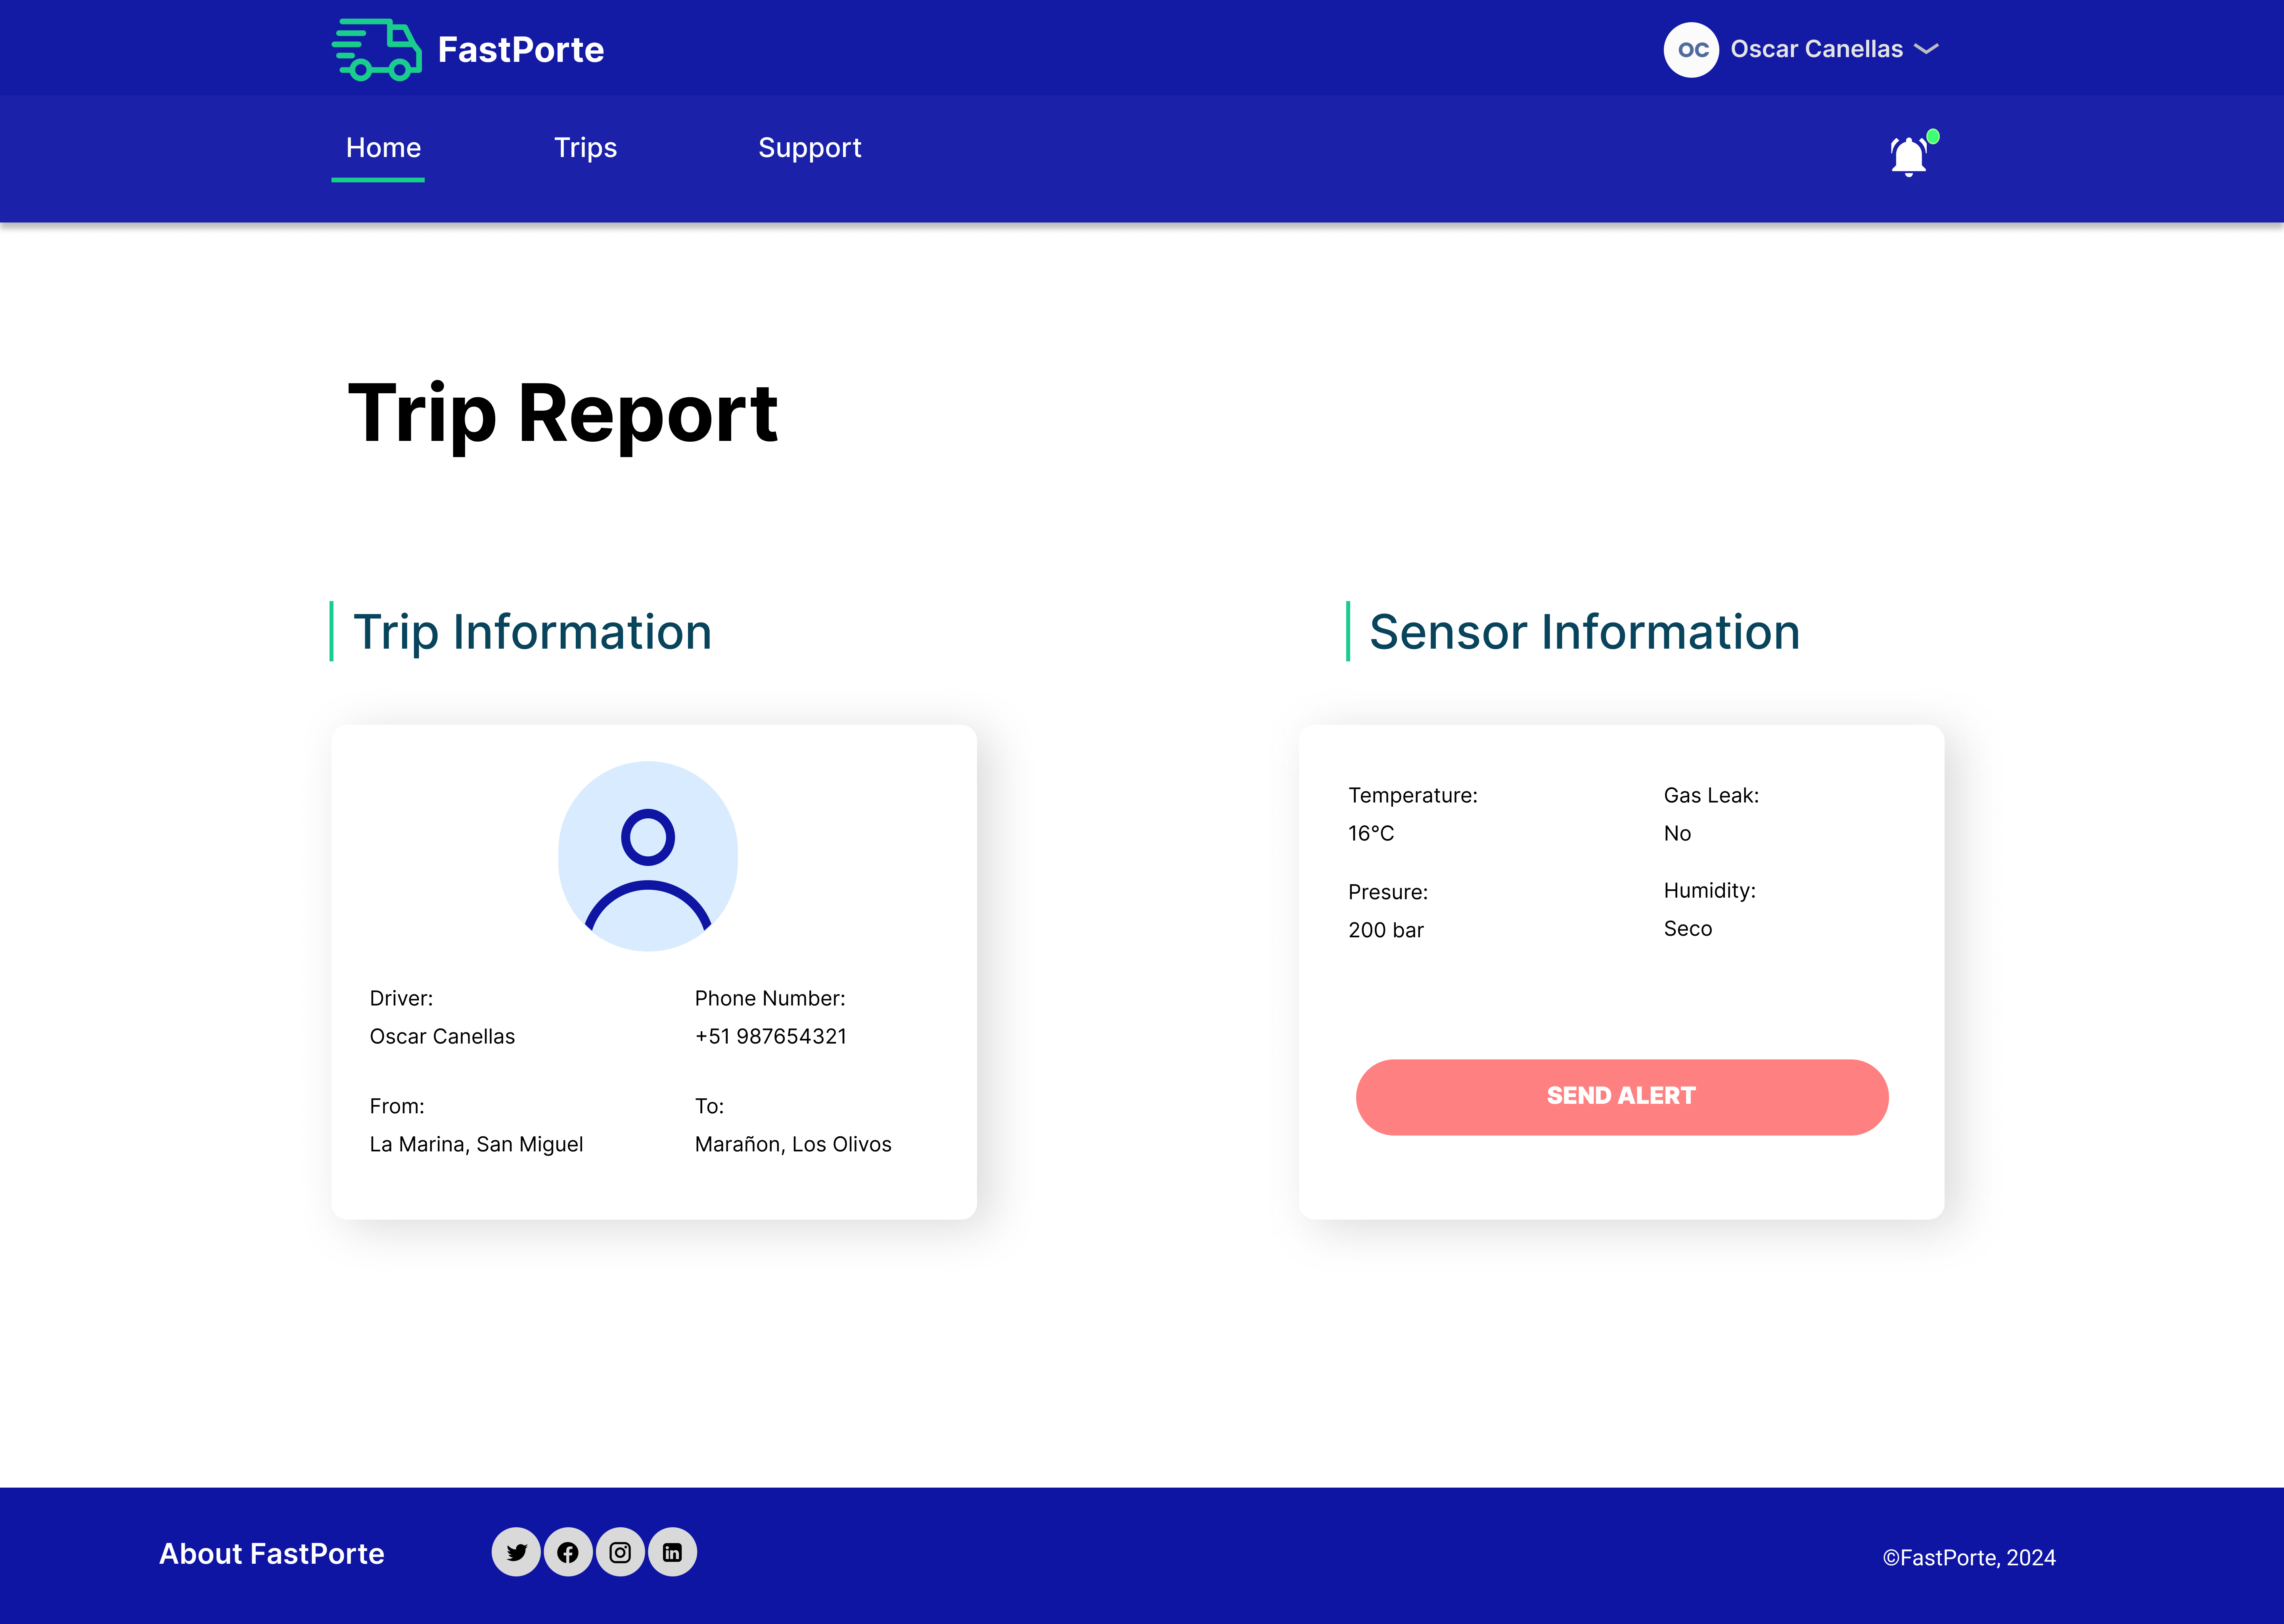 FastPorte
OC Oscar Canellas
Home Trips Support
Trip Report
Trip Information
Driver:
Oscar Canellas
Phone Number:
+51 987654321
From:
La Marina, San Miguel
To:
Marañon, Los Olivos
Sensor Information
Temperature:
16°C
Gas Leak:
No
Presure:
200 bar
Humidity:
Seco
SEND ALERT
About FastPorte
©FastPorte, 2024